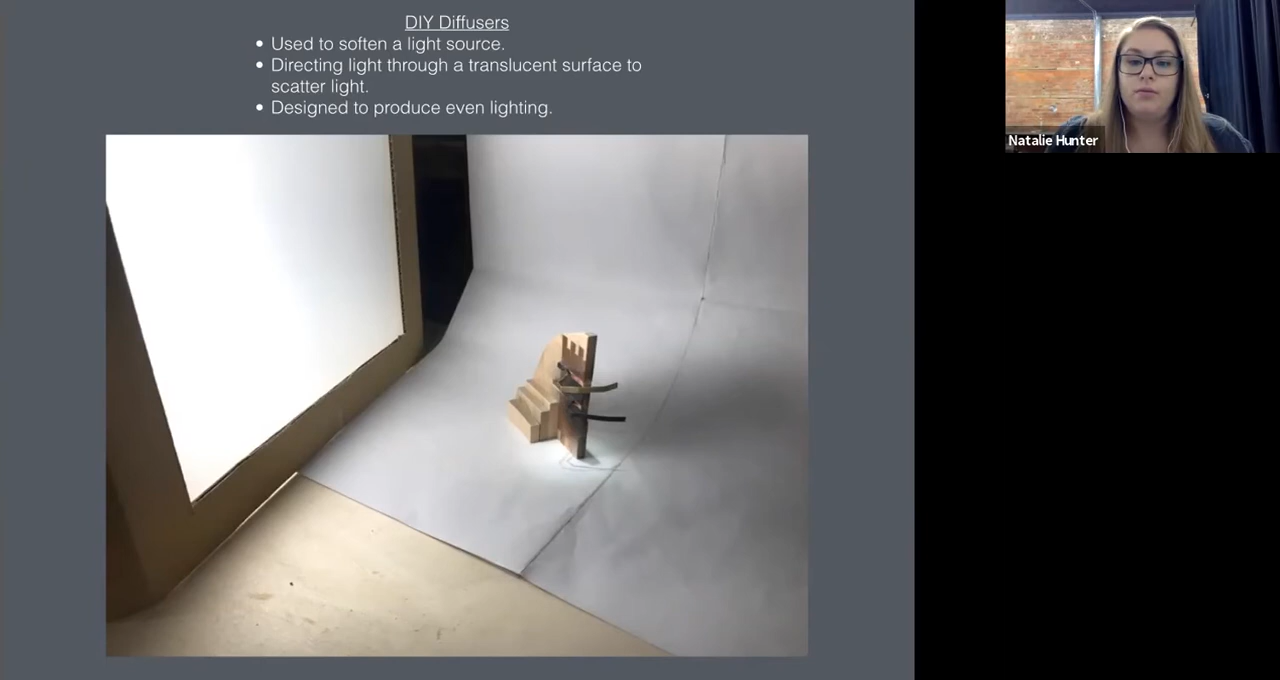 DIY Diffusers
• Used to soften a light source.
• Directing light through a translucent surface to
scatter light.
• Designed to produce even lighting.
Natalie Hunter